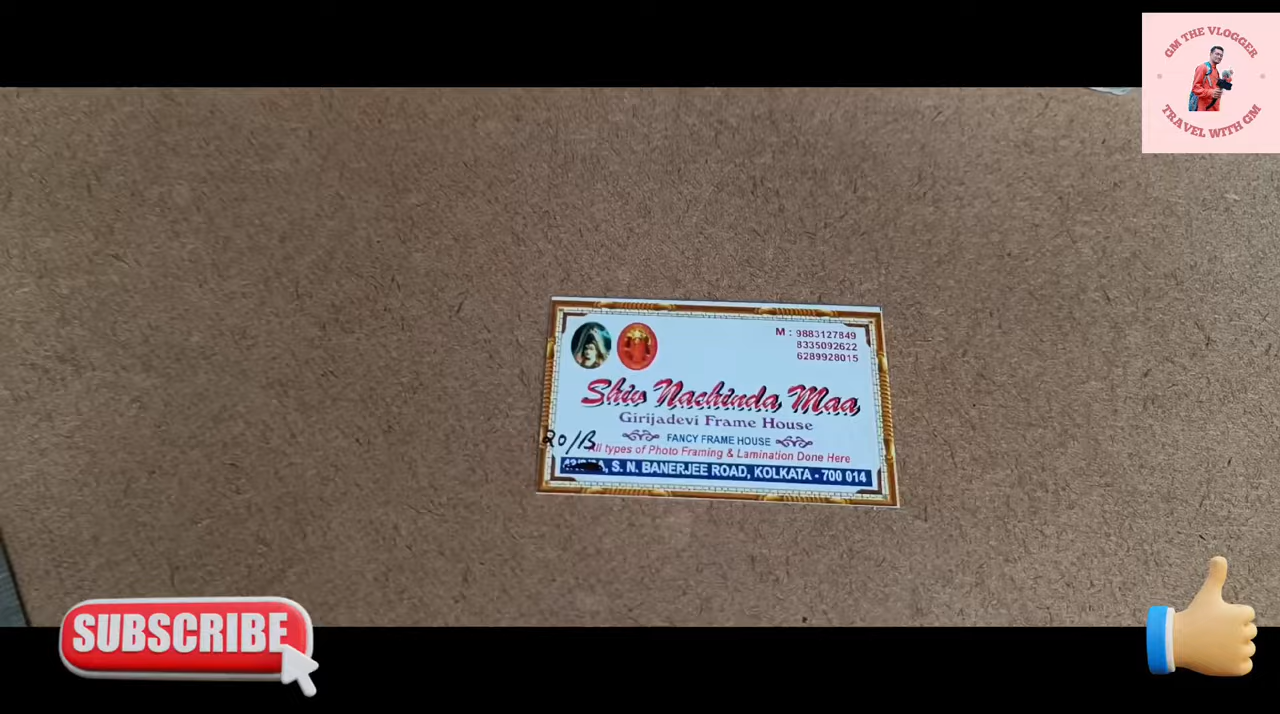 GM THE VLOGGER
TRAVEL WITH GM
M : 9883127849
8335092622
6289928015
Shiv Nachinda Maa
Girijadevi Frame House
FANCY FRAME HOUSE
20/B
All types of Photo Framing & Lamination Done Here
S. N. BANERJEE ROAD, KOLKATA - 700 014
SUBSCRIBE